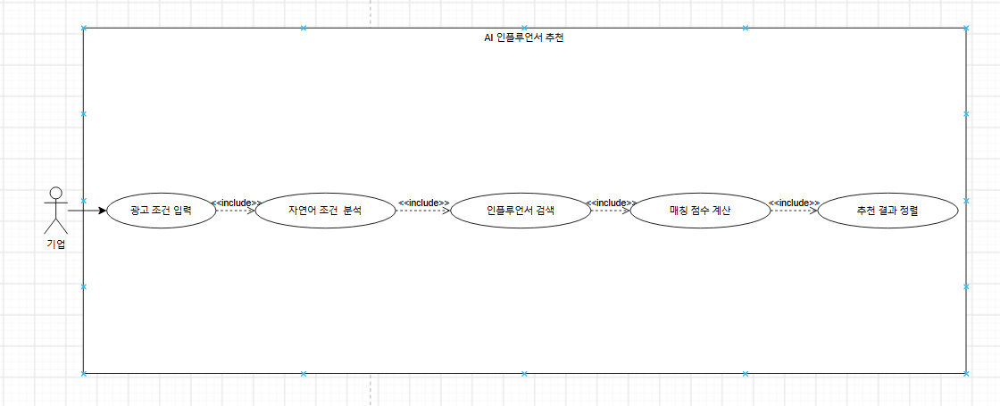 AI 인플루언서 추천
기업
광고 조건 입력
<<include>>
자연어 조건  분석
<<include>>
인플루언서 검색
<<include>>
매칭 점수 계산
<<include>>
추천 결과 정렬